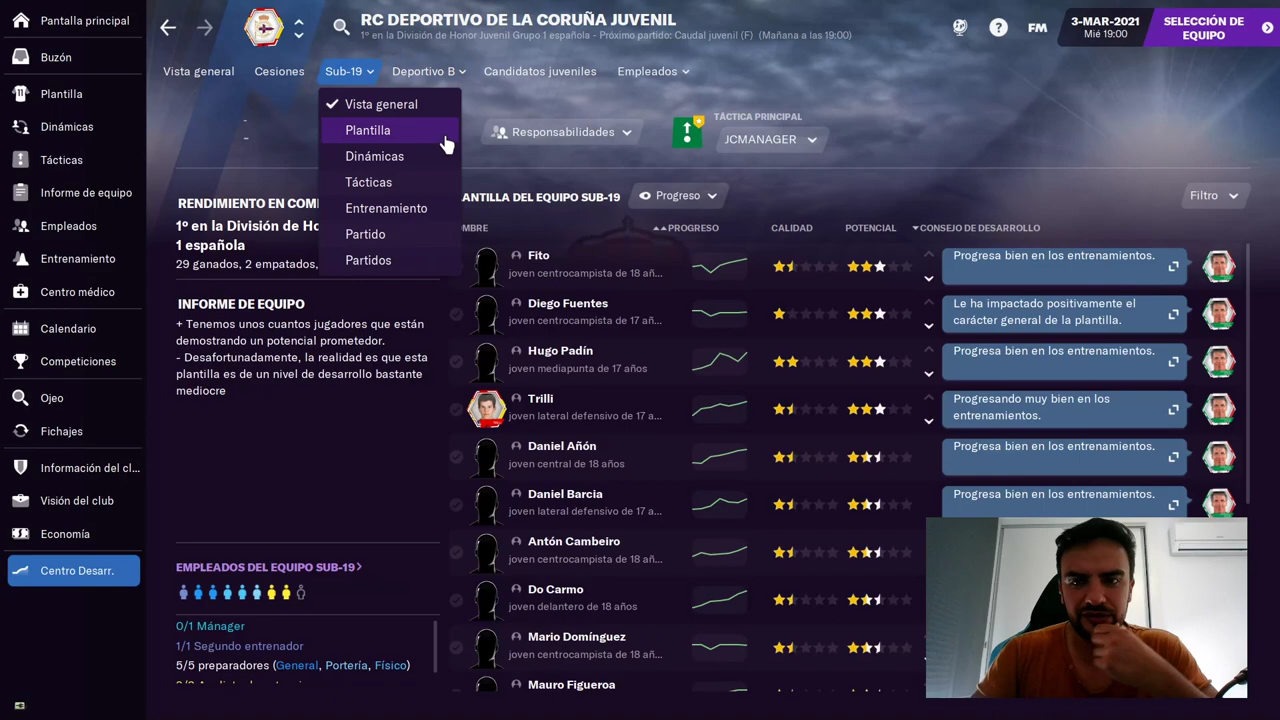 Pantalla principal
Buzón
Plantilla
Dinámicas
Tácticas
Informe de equipo
Empleados
Entrenamiento
Centro médico
Calendario
Competiciones
Ojeo
Fichajes
Información del cl...
Visión del club
Economía
Centro Desarr.
RC DEPORTIVO DE LA CORUÑA JUVENIL
1º en la División de Honor Juvenil Grupo 1 española - Próximo partido: Caudal juvenil (F) (Mañana a las 19:00)
FM
3-MAR-2021
Mié 19:00
SELECCIÓN DE
EQUIPO
Vista general
Cesiones
Sub-19
Deportivo B
Candidatos juveniles
Empleados
Vista general
Plantilla
Dinámicas
Tácticas
Entrenamiento
Partido
Partidos
Responsabilidades
TÁCTICA PRINCIPAL
JCMANAGER
RENDIMIENTO EN COM
1º en la División de Ho
1 española
29 ganados, 2 empatados,
INFORME DE EQUIPO
+ Tenemos unos cuantos jugadores que están
demostrando un potencial prometedor.
- Desafortunadamente, la realidad es que esta
plantilla es de un nivel de desarrollo bastante
mediocre
EMPLEADOS DEL EQUIPO SUB-19
0/1 Mánager
1/1 Segundo entrenador
5/5 preparadores (General, Portería, Físico)
ANTILLA DEL EQUIPO SUB-19
Progreso
Filtro
MBRE PROGRESO CALIDAD POTENCIAL CONSEJO DE DESARROLLO
Fito
joven centrocampista de 18 añ...
Progresa bien en los entrenamientos.
Diego Fuentes
joven centrocampista de 17 añ...
Le ha impactado positivamente el
carácter general de la plantilla.
Hugo Padín
joven mediapunta de 17 años
Progresa bien en los entrenamientos.
Trilli
joven lateral defensivo de 17 a...
Progresando muy bien en los
entrenamientos.
Daniel Añón
joven central de 18 años
Progresa bien en los entrenamientos.
Daniel Barcia
joven lateral defensivo de 17 a...
Progresa bien en los entrenamientos.
Antón Cambeiro
joven centrocampista de 18 añ...
Do Carmo
joven delantero de 18 años
Mario Domínguez
joven centrocampista de 18 añ...
Mauro Figueroa